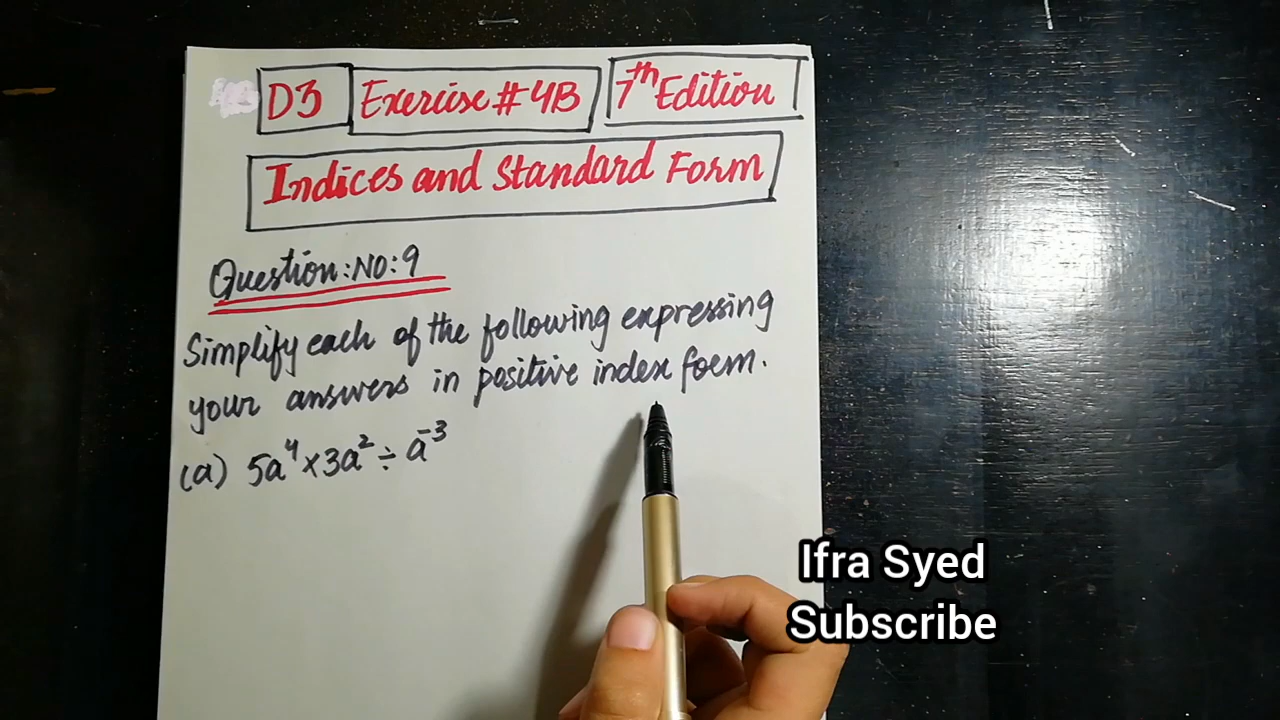 D3 Exercise # 4B 7th Edition
Indices and Standard Form
Question:No:9
Simplify each of the following expressing
your answers in positive index form.
(a) 5a⁴×3a²÷a⁻³
Ifra Syed
Subscribe